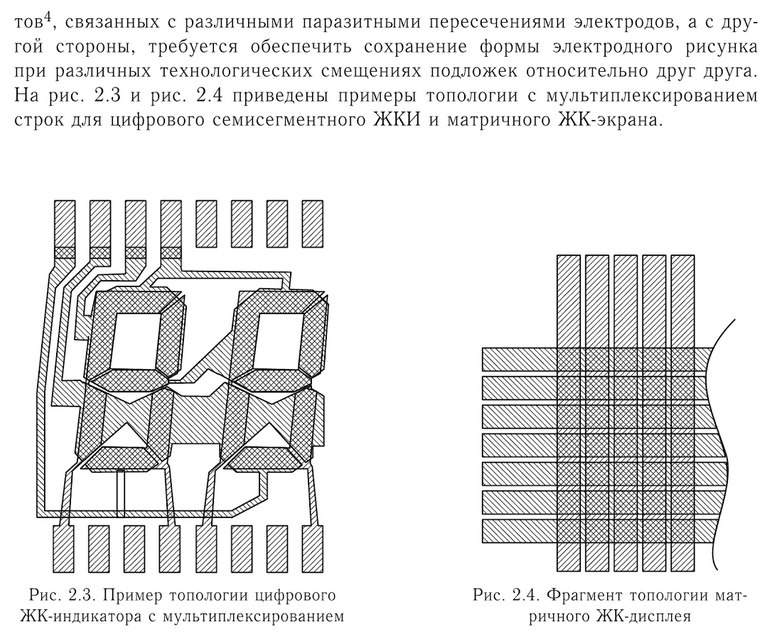 тов⁴, связанных с различными паразитными пересечениями электродов, а с дру-
гой стороны, требуется обеспечить сохранение формы электродного рисунка
при различных технологических смещениях подложек относительно друг друга.
На рис. 2.3 и рис. 2.4 приведены примеры топологии с мультиплексированием
строк для цифрового семисегментного ЖКИ и матричного ЖК-экрана.
Рис. 2.3. Пример топологии цифрового
ЖК-индикатора с мультиплексированием
Рис. 2.4. Фрагмент топологии мат-
ричного ЖК-дисплея